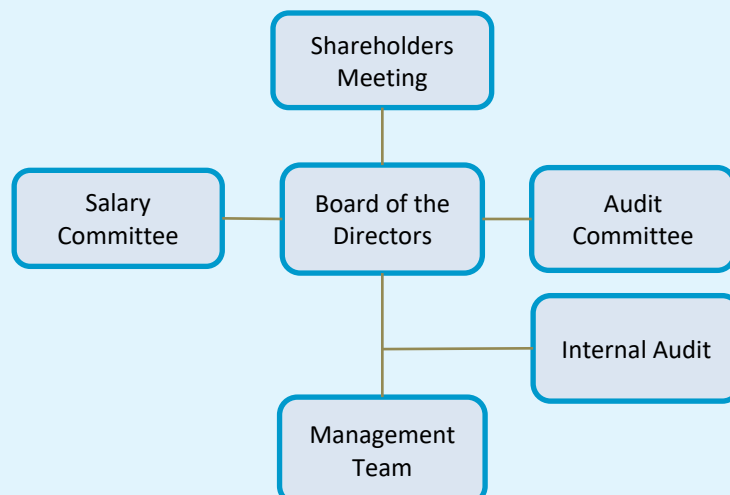 Shareholders
Meeting
Salary
Committee
Board of the
Directors
Audit
Committee
Internal Audit
Management
Team